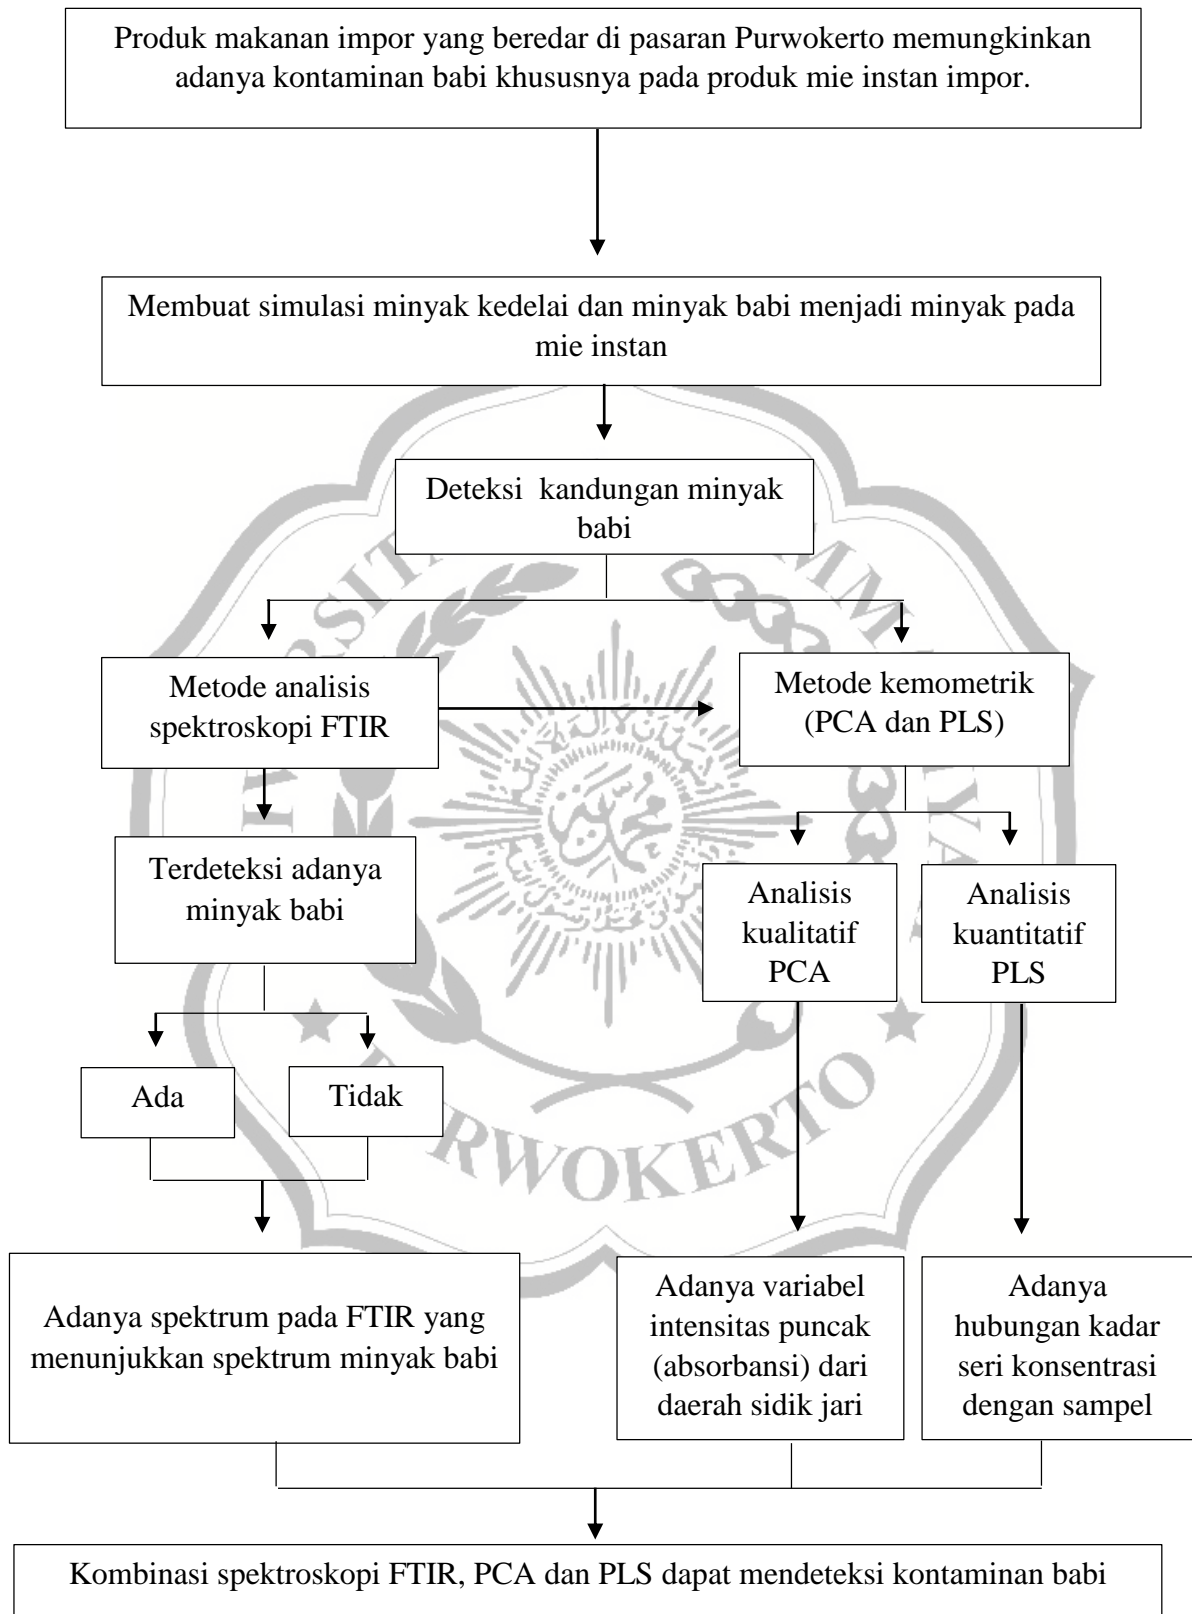 Produk makanan impor yang beredar di pasaran Purwokerto memungkinkan
adanya kontaminan babi khususnya pada produk mie instan impor.
Membuat simulasi minyak kedelai dan minyak babi menjadi minyak pada
mie instan
Deteksi kandungan minyak
babi
Metode analisis
spektroskopi FTIR
Metode kemometrik
(PCA dan PLS)
Terdeteksi adanya
minyak babi
Analisis
kualitatif
PCA
Analisis
kuantitatif
PLS
Ada
Tidak
Adanya spektrum pada FTIR yang
menunjukkan spektrum minyak babi
Adanya variabel
intensitas puncak
(absorbansi) dari
daerah sidik jari
Adanya
hubungan kadar
seri konsentrasi
dengan sampel
Kombinasi spektroskopi FTIR, PCA dan PLS dapat mendeteksi kontaminan babi